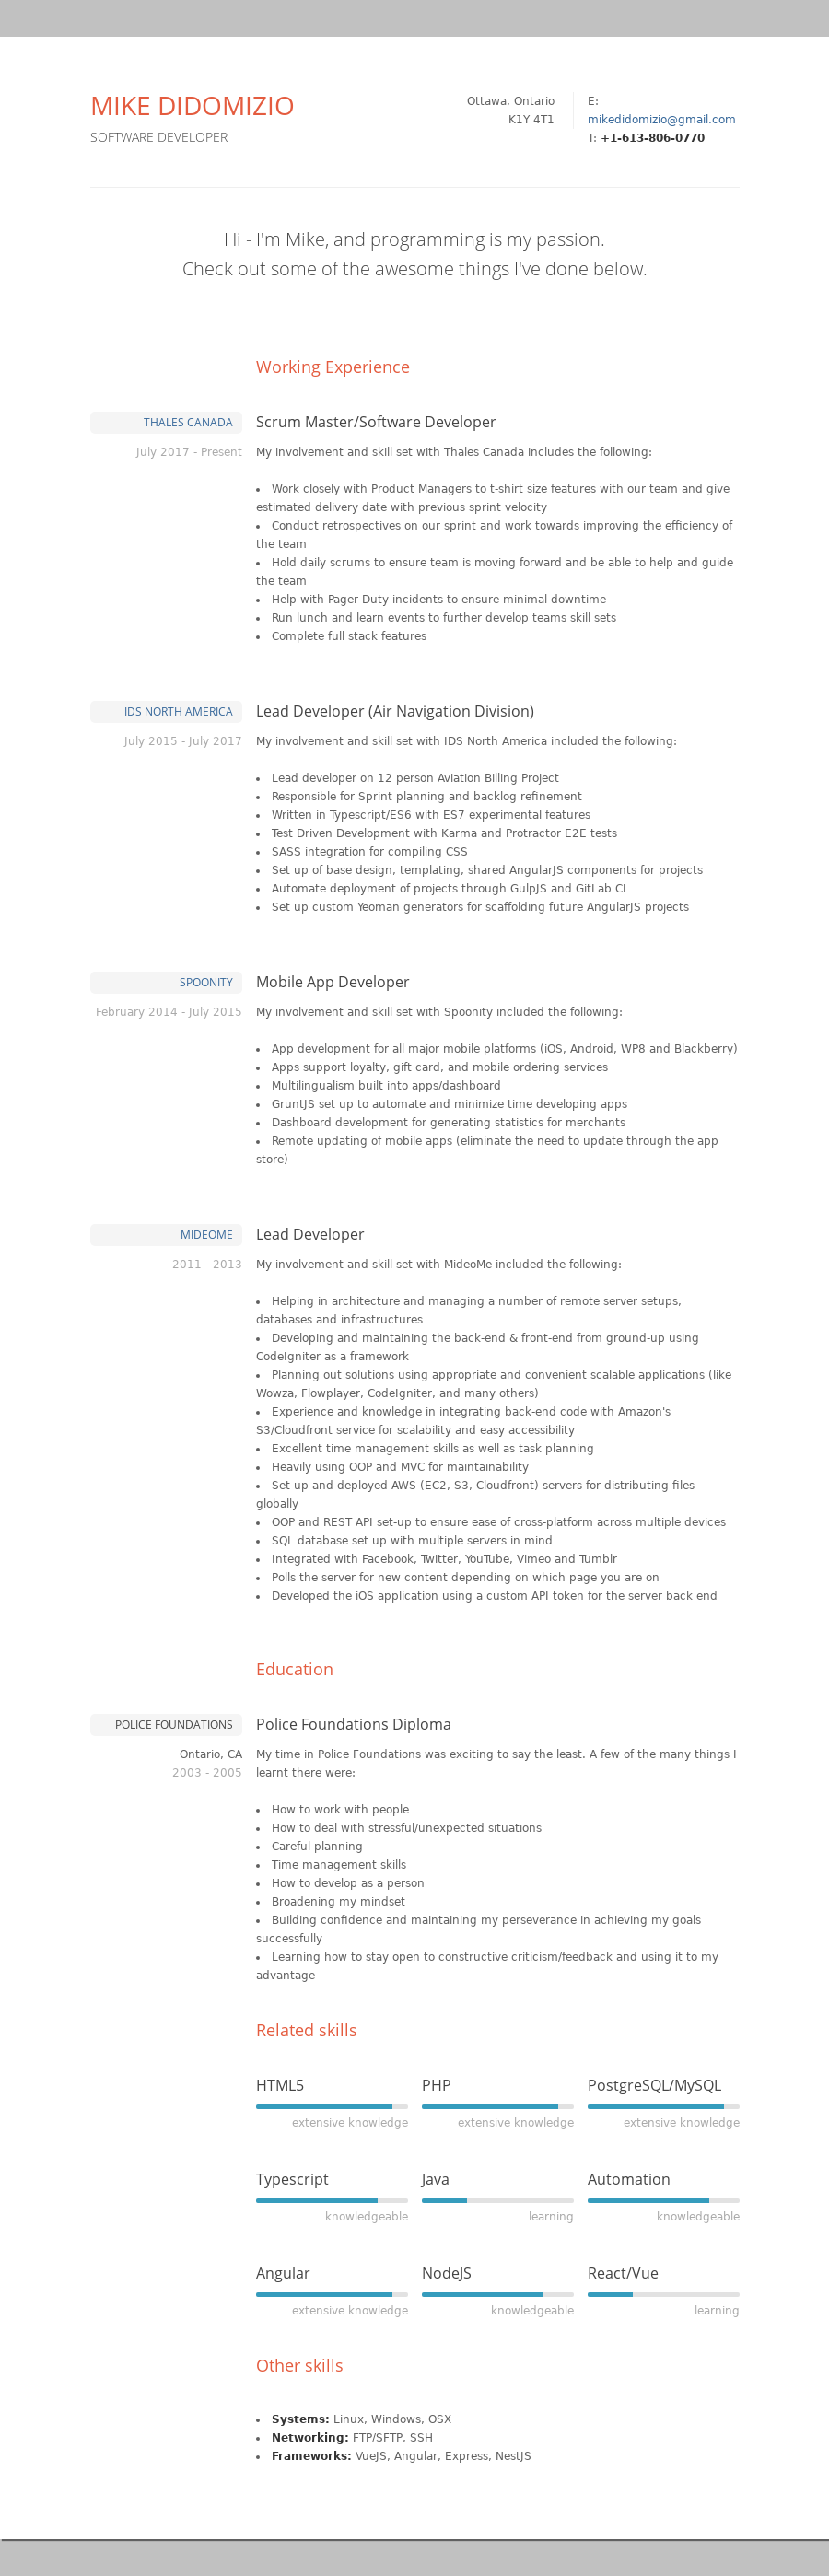 MIKE DIDOMIZIO
SOFTWARE DEVELOPER
Ottawa, Ontario
K1Y 4T1
E:
mikedidomizio@gmail.com
T: +1-613-806-0770
Hi - I'm Mike, and programming is my passion.
Check out some of the awesome things I've done below.
Working Experience
THALES CANADA
July 2017 - Present
Scrum Master/Software Developer
My involvement and skill set with Thales Canada includes the following:
• Work closely with Product Managers to t-shirt size features with our team and give
estimated delivery date with previous sprint velocity
• Conduct retrospectives on our sprint and work towards improving the efficiency of
the team
• Hold daily scrums to ensure team is moving forward and be able to help and guide
the team
• Help with Pager Duty incidents to ensure minimal downtime
• Run lunch and learn events to further develop teams skill sets
• Complete full stack features
IDS NORTH AMERICA
July 2015 - July 2017
Lead Developer (Air Navigation Division)
My involvement and skill set with IDS North America included the following:
• Lead developer on 12 person Aviation Billing Project
• Responsible for Sprint planning and backlog refinement
• Written in Typescript/ES6 with ES7 experimental features
• Test Driven Development with Karma and Protractor E2E tests
• SASS integration for compiling CSS
• Set up of base design, templating, shared AngularJS components for projects
• Automate deployment of projects through GulpJS and GitLab CI
• Set up custom Yeoman generators for scaffolding future AngularJS projects
SPOONITY
February 2014 - July 2015
Mobile App Developer
My involvement and skill set with Spoonity included the following:
• App development for all major mobile platforms (iOS, Android, WP8 and Blackberry)
• Apps support loyalty, gift card, and mobile ordering services
• Multilingualism built into apps/dashboard
• GruntJS set up to automate and minimize time developing apps
• Dashboard development for generating statistics for merchants
• Remote updating of mobile apps (eliminate the need to update through the app
store)
MIDEOME
2011 - 2013
Lead Developer
My involvement and skill set with MideoMe included the following:
• Helping in architecture and managing a number of remote server setups,
databases and infrastructures
• Developing and maintaining the back-end & front-end from ground-up using
CodeIgniter as a framework
• Planning out solutions using appropriate and convenient scalable applications (like
Wowza, Flowplayer, CodeIgniter, and many others)
• Experience and knowledge in integrating back-end code with Amazon's
S3/Cloudfront service for scalability and easy accessibility
• Excellent time management skills as well as task planning
• Heavily using OOP and MVC for maintainability
• Set up and deployed AWS (EC2, S3, Cloudfront) servers for distributing files
globally
• OOP and REST API set-up to ensure ease of cross-platform across multiple devices
• SQL database set up with multiple servers in mind
• Integrated with Facebook, Twitter, YouTube, Vimeo and Tumblr
• Polls the server for new content depending on which page you are on
• Developed the iOS application using a custom API token for the server back end
Education
POLICE FOUNDATIONS
Ontario, CA
2003 - 2005
Police Foundations Diploma
My time in Police Foundations was exciting to say the least. A few of the many things I
learnt there were:
• How to work with people
• How to deal with stressful/unexpected situations
• Careful planning
• Time management skills
• How to develop as a person
• Broadening my mindset
• Building confidence and maintaining my perseverance in achieving my goals
successfully
• Learning how to stay open to constructive criticism/feedback and using it to my
advantage
Related skills
HTML5 PHP PostgreSQL/MySQL
extensive knowledge extensive knowledge extensive knowledge
Typescript Java Automation
knowledgeable learning knowledgeable
Angular NodeJS React/Vue
extensive knowledge knowledgeable learning
Other skills
• Systems: Linux, Windows, OSX
• Networking: FTP/SFTP, SSH
• Frameworks: VueJS, Angular, Express, NestJS